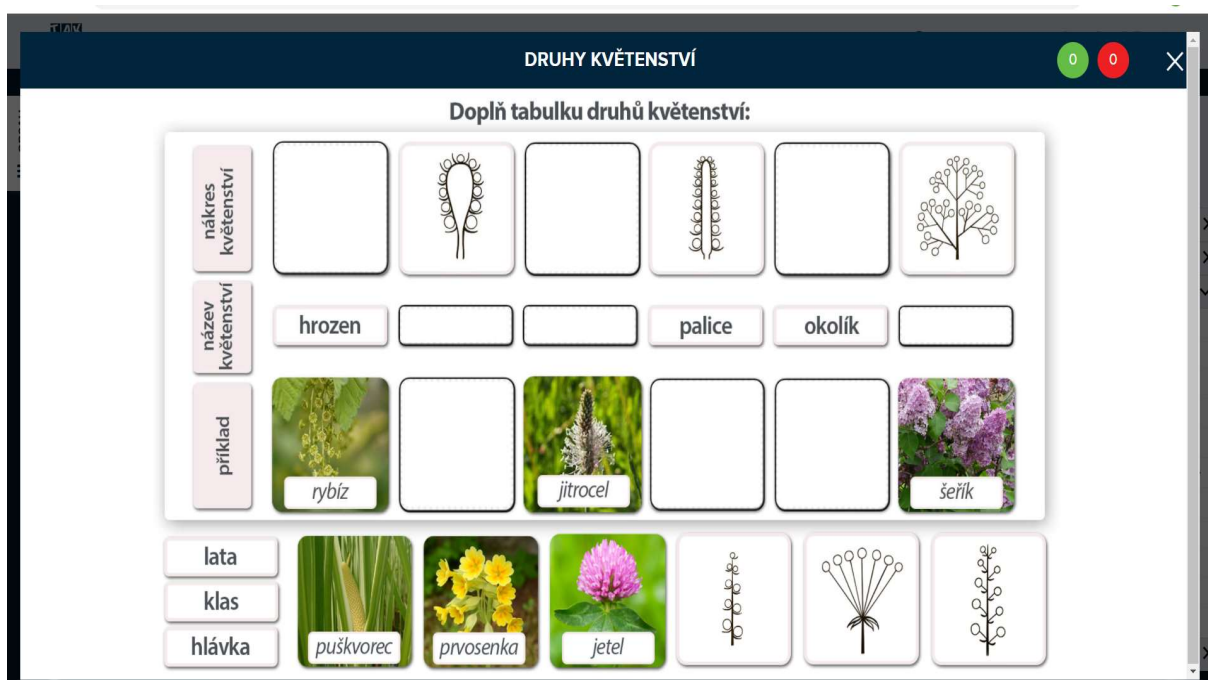 DRUHY KVĚTENSTVÍ
0
0
X
Doplň tabulku druhů květenství:
nákres
květenství
název
květenství
hrozen
palice
okolík
příklad
rybíz
jitrocel
šeřík
lata
klas
hlávka
puškvorec
prvosenka
jetel